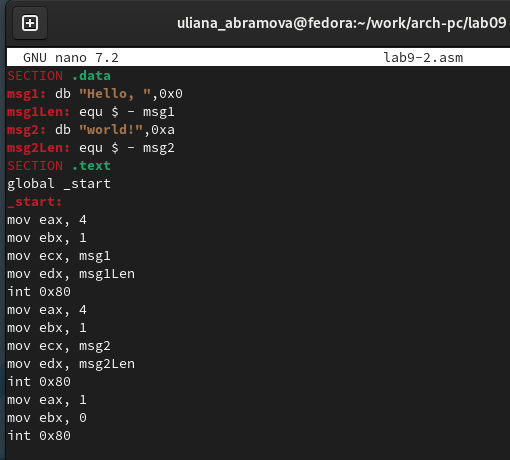 uliana_abramova@fedora:~/work/arch-pc/lab09
GNU nano 7.2 lab9-2.asm
SECTION .data
msg1: db "Hello, ",0x0
msg1Len: equ $ - msg1
msg2: db "world!",0xa
msg2Len: equ $ - msg2
SECTION .text
global _start
_start:
mov eax, 4
mov ebx, 1
mov ecx, msg1
mov edx, msg1Len
int 0x80
mov eax, 4
mov ebx, 1
mov ecx, msg2
mov edx, msg2Len
int 0x80
mov eax, 1
mov ebx, 0
int 0x80